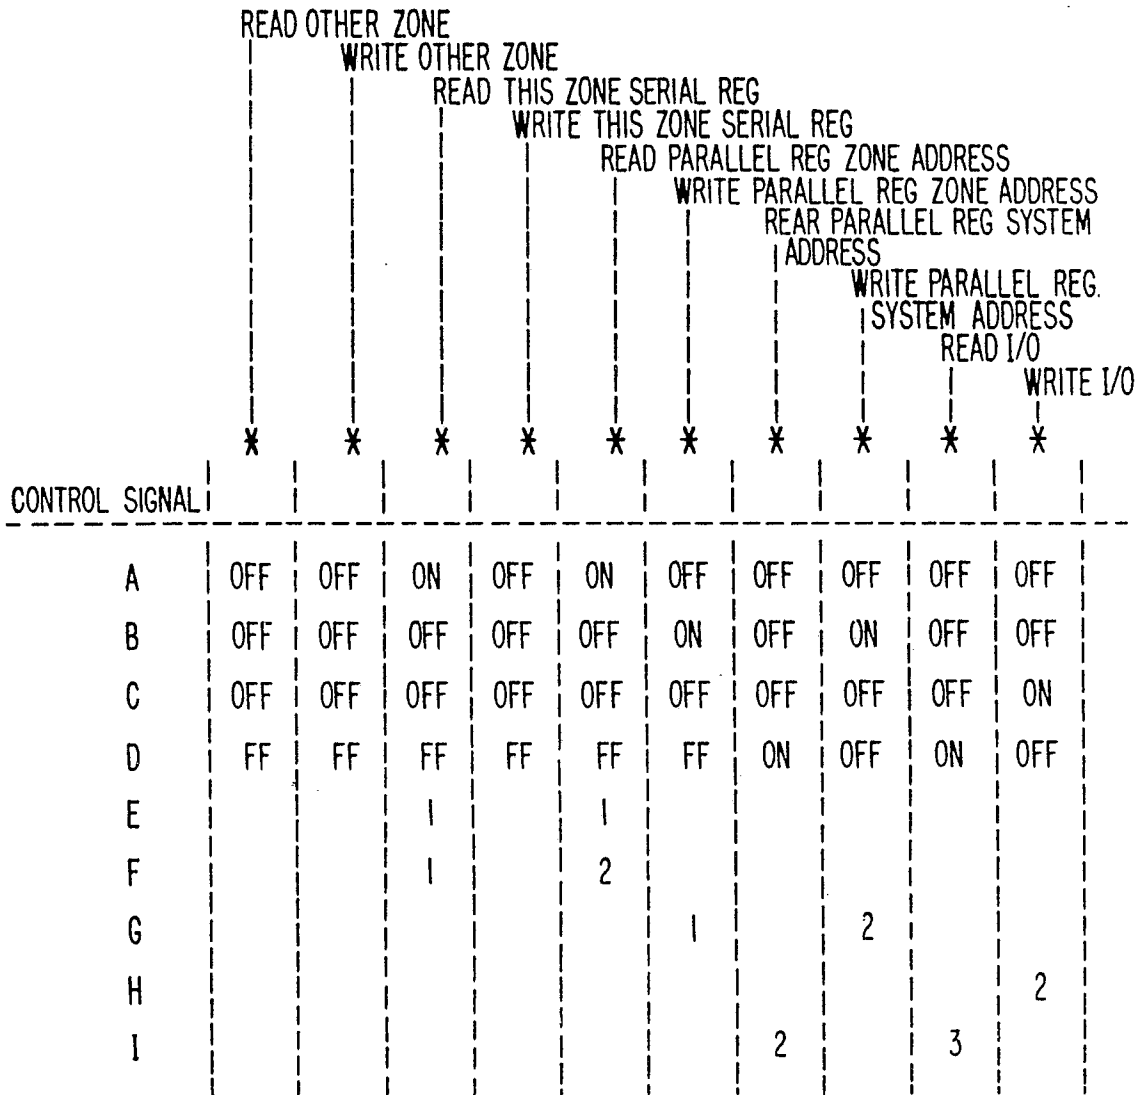 READ OTHER ZONE
WRITE OTHER ZONE
READ THIS ZONE SERIAL REG
WRITE THIS ZONE SERIAL REG
READ PARALLEL REG ZONE ADDRESS
WRITE PARALLEL REG ZONE ADDRESS
REAR PARALLEL REG SYSTEM
ADDRESS
WRITE PARALLEL REG.
SYSTEM ADDRESS
READ I/O
WRITE I/O
* * * * * * * * * *
CONTROL SIGNAL
A OFF OFF ON OFF ON OFF OFF OFF OFF OFF
B OFF OFF OFF OFF OFF ON OFF ON OFF OFF
C OFF OFF OFF OFF OFF OFF OFF OFF OFF ON
D FF FF FF FF FF FF ON OFF ON OFF
E 1 1
F 1 2
G 1 2
H 2
I 2 3